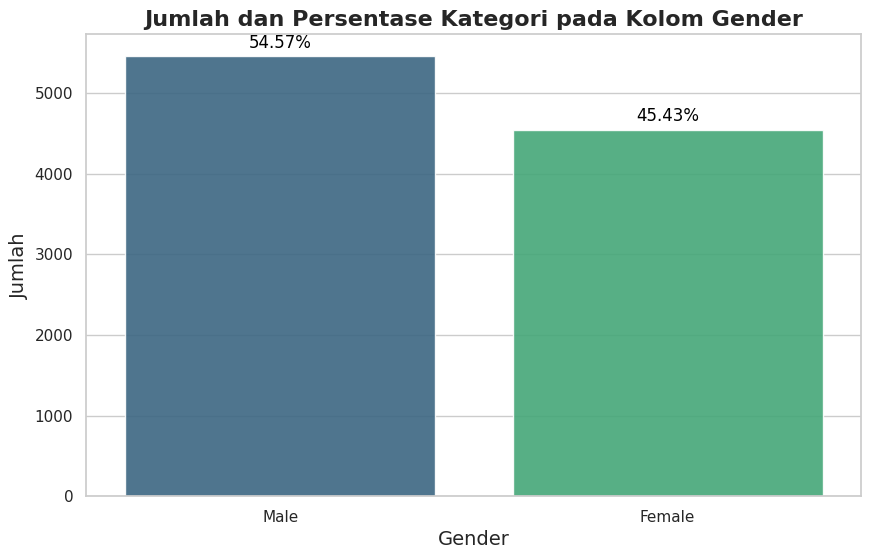 Jumlah dan Persentase Kategori pada Kolom Gender
54.57%
45.43%
5000
4000
3000
2000
1000
0
Jumlah
Male
Female
Gender